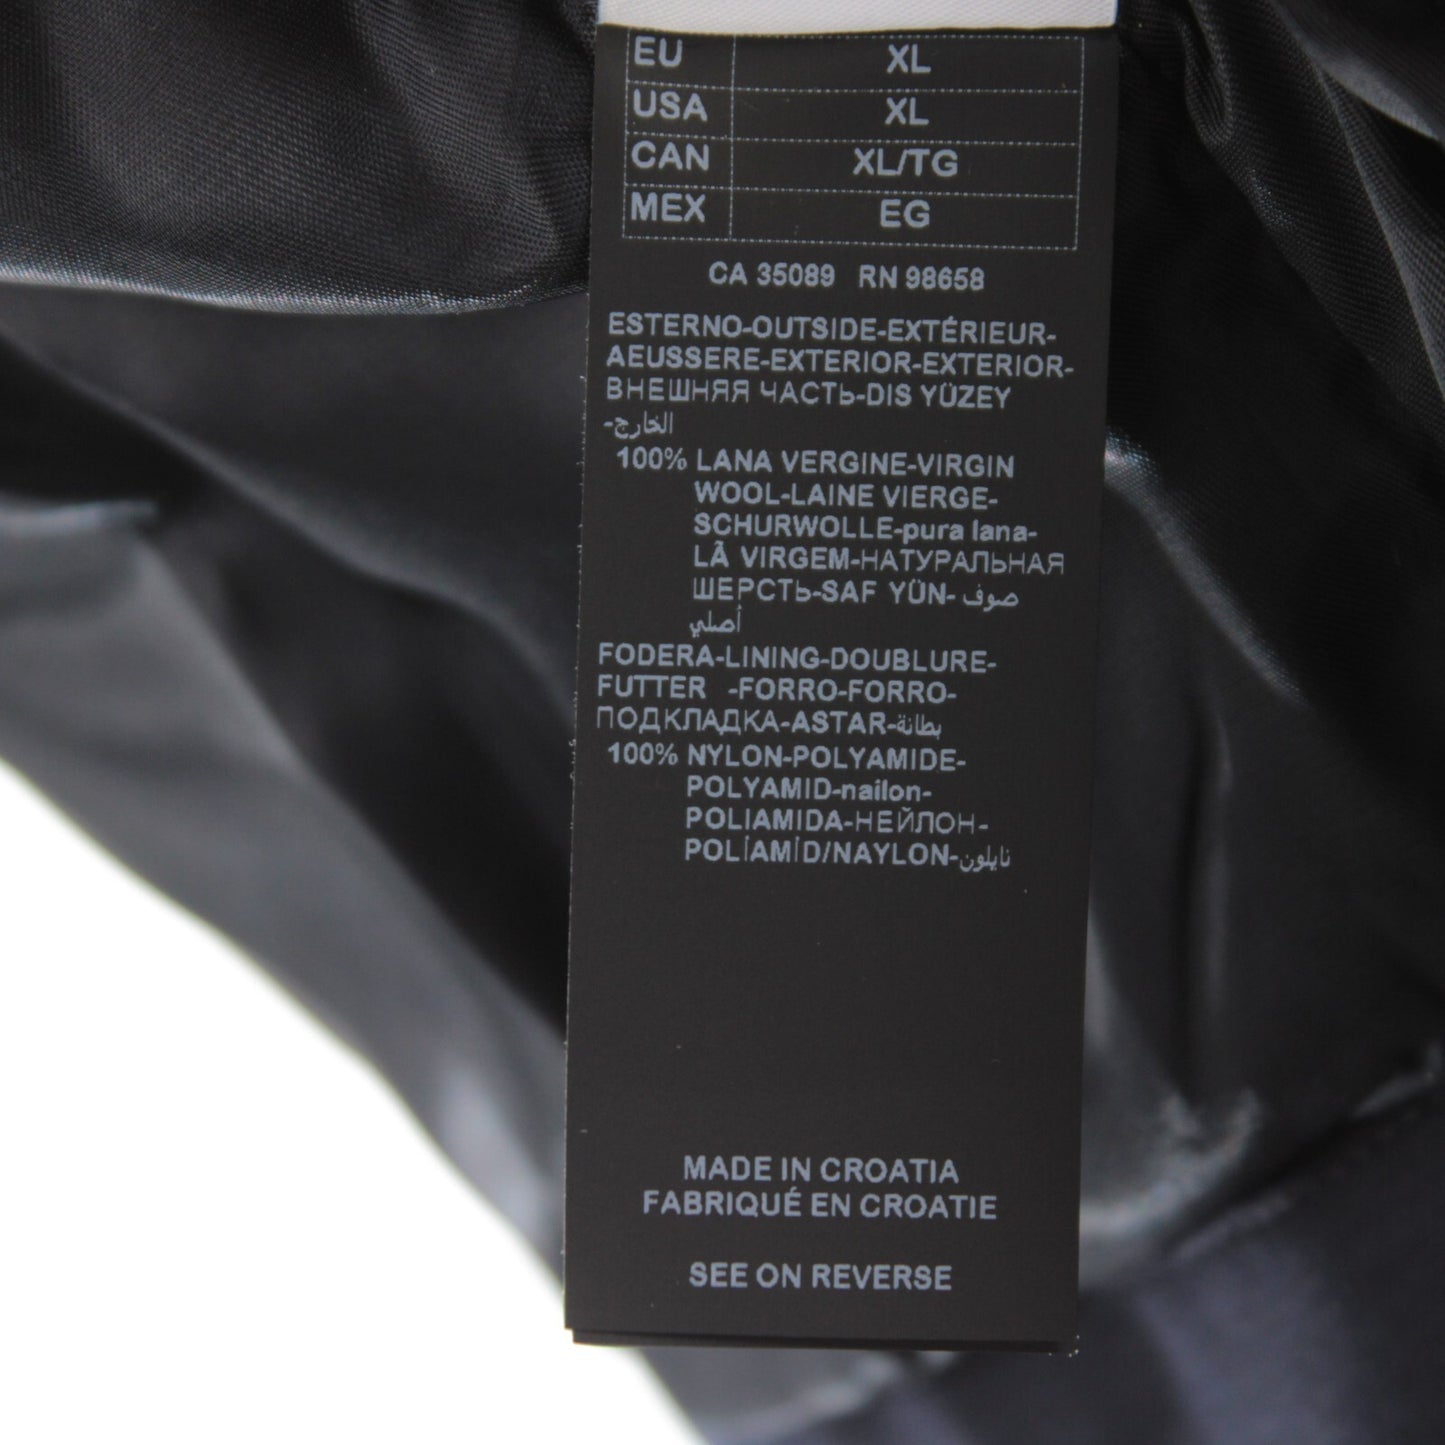 EU XL
USA XL
CAN XL/TG
MEX EG
CA 35089 RN 98658
ESTERNO-OUTSIDE-EXTÉRIEUR-
AEUSSERE-EXTERIOR-EXTERIOR-
ВНЕШНЯЯ ЧАСТЬ-DIS YÜZEY
-الخارج
100% LANA VERGINE-VIRGIN
WOOL-LAINE VIERGE-
SCHURWOLLE-pura lana-
LÃ VIRGEM-НАТУРАЛЬНАЯ
ШЕРСТЬ-SAF YÜN- صوف
أصلي
FODERA-LINING-DOUBLURE-
FUTTER -FORRO-FORRO-
ПОДКЛАДКА-ASTAR-بطانة
100% NYLON-POLYAMIDE-
POLYAMID-nailon-
POLIAMIDA-НЕЙЛОН-
POLİAMİD/NAYLON-نايلون
MADE IN CROATIA
FABRIQUÉ EN CROATIE
SEE ON REVERSE